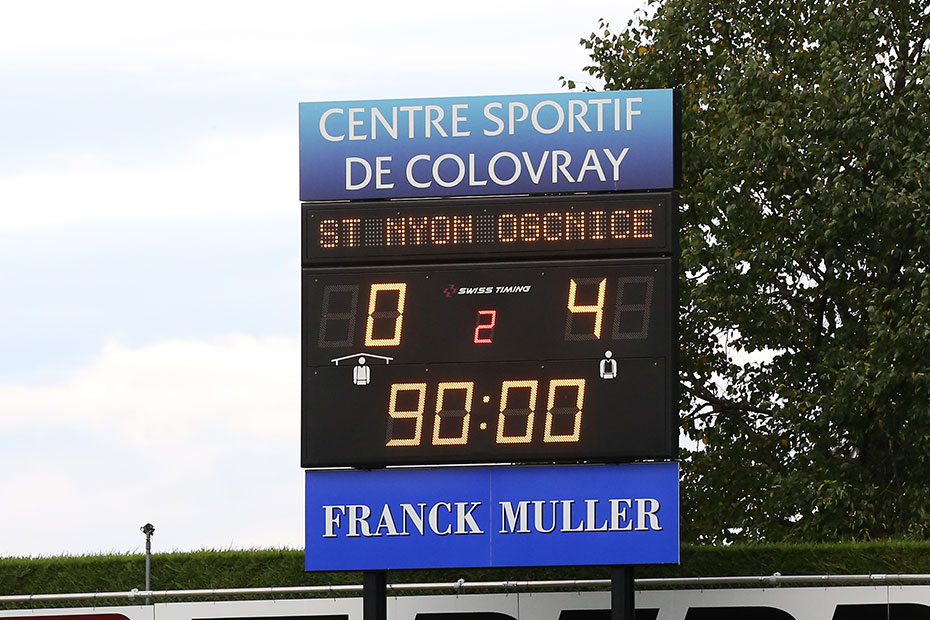 CENTRE SPORTIF
DE COLOVRAY
ST NYON OGCNICE
0 SWISS TIMING 4
2
90:00
FRANCK MULLER